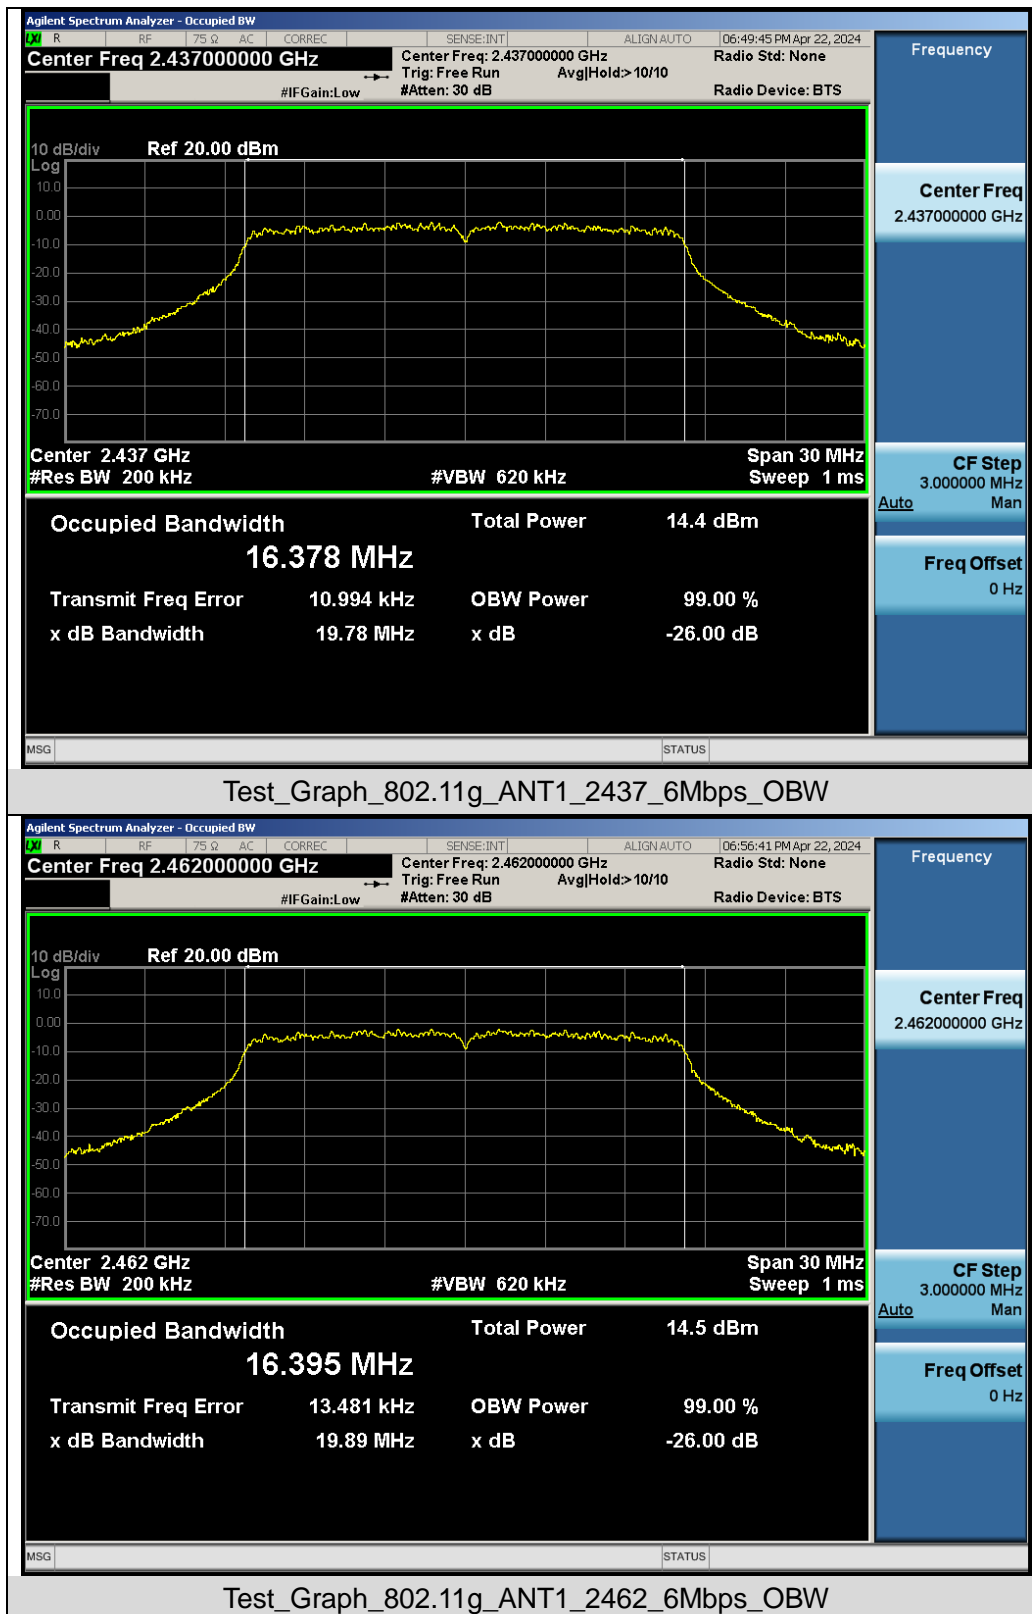 Agilent Spectrum Analyzer - Occupied BW
LXI R RF 75 Ω AC CORREC SENSE:INT ALIGN AUTO 06:49:45 PM Apr 22, 2024
Center Freq 2.437000000 GHz Center Freq: 2.437000000 GHz Radio Std: None
Trig: Free Run Avg|Hold:>10/10
#IFGain:Low #Atten: 30 dB Radio Device: BTS
Frequency
10 dB/div Ref 20.00 dBm
Log
10.0
0.00
-10.0
-20.0
-30.0
-40.0
-50.0
-60.0
-70.0
Center 2.437 GHz Span 30 MHz
#Res BW 200 kHz #VBW 620 kHz Sweep 1 ms
Center Freq
2.437000000 GHz
CF Step
3.000000 MHz
Auto Man
Freq Offset
0 Hz
Occupied Bandwidth Total Power 14.4 dBm
16.378 MHz
Transmit Freq Error 10.994 kHz OBW Power 99.00 %
x dB Bandwidth 19.78 MHz x dB -26.00 dB
MSG STATUS
Test_Graph_802.11g_ANT1_2437_6Mbps_OBW
Agilent Spectrum Analyzer - Occupied BW
LXI R RF 75 Ω AC CORREC SENSE:INT ALIGN AUTO 06:56:41 PM Apr 22, 2024
Center Freq 2.462000000 GHz Center Freq: 2.462000000 GHz Radio Std: None
Trig: Free Run Avg|Hold:>10/10
#IFGain:Low #Atten: 30 dB Radio Device: BTS
Frequency
10 dB/div Ref 20.00 dBm
Log
10.0
0.00
-10.0
-20.0
-30.0
-40.0
-50.0
-60.0
-70.0
Center 2.462 GHz Span 30 MHz
#Res BW 200 kHz #VBW 620 kHz Sweep 1 ms
Center Freq
2.462000000 GHz
CF Step
3.000000 MHz
Auto Man
Freq Offset
0 Hz
Occupied Bandwidth Total Power 14.5 dBm
16.395 MHz
Transmit Freq Error 13.481 kHz OBW Power 99.00 %
x dB Bandwidth 19.89 MHz x dB -26.00 dB
MSG STATUS
Test_Graph_802.11g_ANT1_2462_6Mbps_OBW